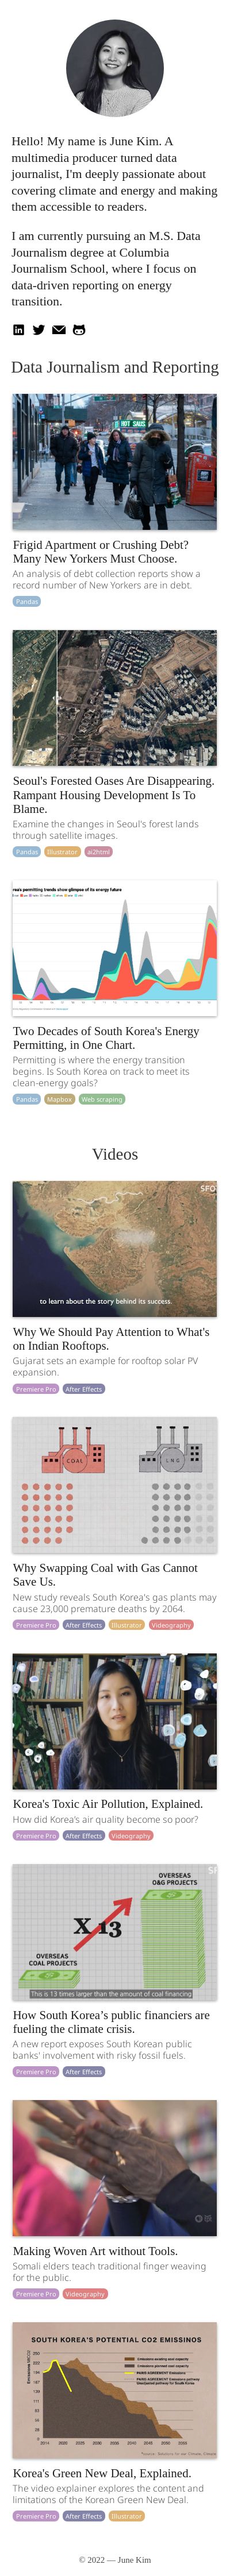 Hello! My name is June Kim. A
multimedia producer turned data
journalist, I'm deeply passionate about
covering climate and energy and making
them accessible to readers.
I am currently pursuing an M.S. Data
Journalism degree at Columbia
Journalism School, where I focus on
data-driven reporting on energy
transition.
in
Data Journalism and Reporting
HOT SADS
Frigid Apartment or Crushing Debt?
Many New Yorkers Must Choose.
An analysis of debt collection reports show a
record number of New Yorkers are in debt.
Pandas
Seoul's Forested Oases Are Disappearing.
Rampant Housing Development Is To
Blame.
Examine the changes in Seoul's forest lands
through satellite images.
Pandas Illustrator ai2html
permitting trends show glimpse of its energy future
Two Decades of South Korea's Energy
Permitting, in One Chart.
Permitting is where the energy transition
begins. Is South Korea on track to meet its
clean-energy goals?
Pandas Mapbox Web scraping
Videos
to learn about the story behind its success.
Why We Should Pay Attention to What's
on Indian Rooftops.
Gujarat sets an example for rooftop solar PV
expansion.
Premiere Pro After Effects
COAL LNG
Why Swapping Coal with Gas Cannot
Save Us.
New study reveals South Korea's gas plants may
cause 23,000 premature deaths by 2064.
Premiere Pro After Effects Illustrator Videography
Korea's Toxic Air Pollution, Explained.
How did Korea’s air quality become so poor?
Premiere Pro After Effects Videography
OVERSEAS
O&G PROJECTS
X 13
OVERSEAS
COAL PROJECTS
This is 13 times larger than the amount of coal financing
How South Korea’s public financiers are
fueling the climate crisis.
A new report exposes South Korean public
banks' involvement with risky fossil fuels.
Premiere Pro After Effects
Making Woven Art without Tools.
Somali elders teach traditional finger weaving
for the public.
Premiere Pro Videography
SOUTH KOREA'S POTENTIAL CO2 EMISSINOS
Korea's Green New Deal, Explained.
The video explainer explores the content and
limitations of the Korean Green New Deal.
Premiere Pro After Effects Illustrator
© 2022 — June Kim